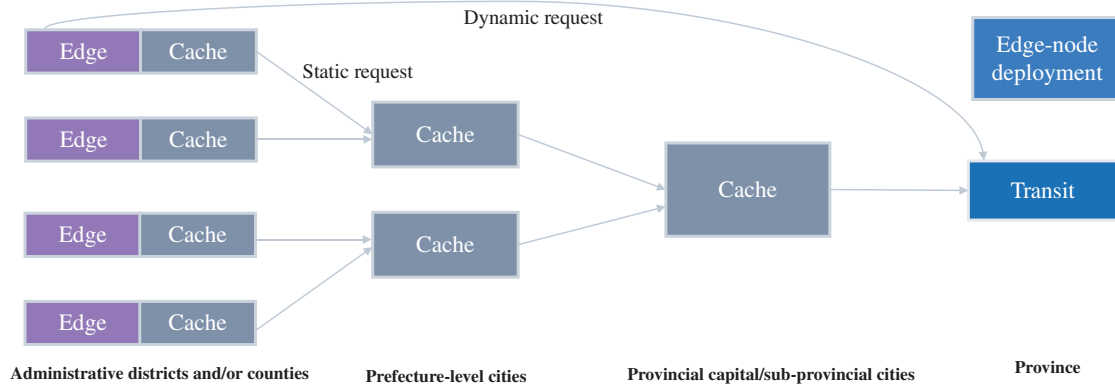 Dynamic request
Edge Cache
Edge-node
deployment
Static request
Edge Cache
Cache
Cache
Transit
Edge Cache
Cache
Edge Cache
Administrative districts and/or counties
Prefecture-level cities
Provincial capital/sub-provincial cities
Province